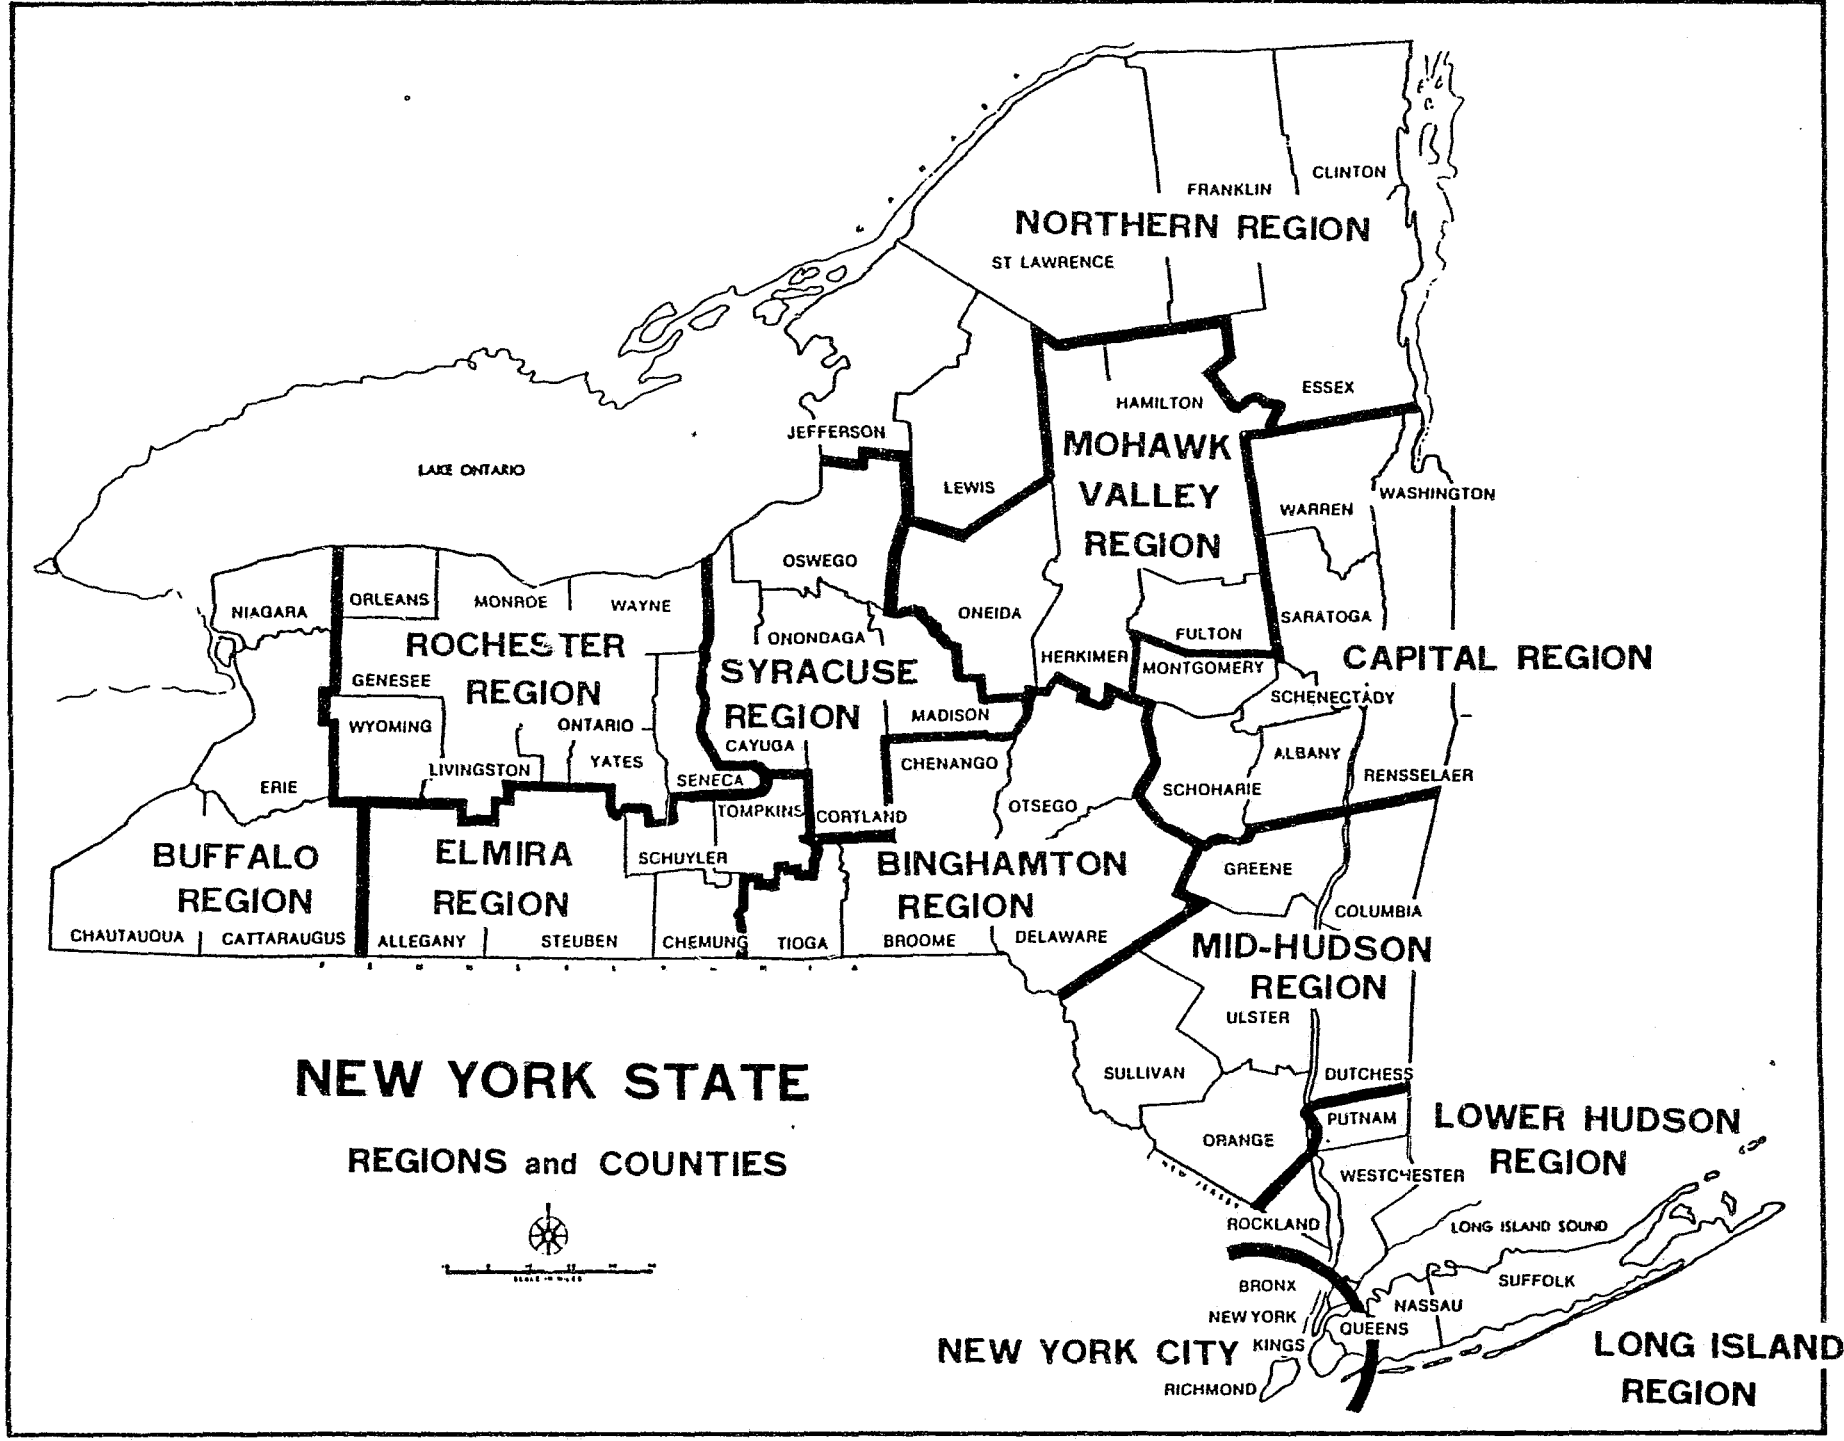 CLINTON
FRANKLIN
NORTHERN REGION
ST LAWRENCE
ESSEX
HAMILTON
JEFFERSON
MOHAWK
VALLEY
REGION
LAKE ONTARIO
LEWIS
WASHINGTON
WARREN
OSWEGO
ORLEANS
MONROE
WAYNE
NIAGARA
ONEIDA
SARATOGA
ROCHESTER
REGION
ONONDAGA
FULTON
HERKIMER
MONTGOMERY
CAPITAL REGION
SYRACUSE
REGION
GENESEE
SCHENECTADY
WYOMING
ONTARIO
MADISON
CAYUGA
ALBANY
LIVINGSTON
YATES
SENECA
CHENANGO
RENSSELAER
ERIE
SCHOHARIE
OTSEGO
TOMPKINS
CORTLAND
BUFFALO
REGION
ELMIRA
REGION
SCHUYLER
BINGHAMTON
REGION
GREENE
COLUMBIA
CHAUTAUQUA
CATTARAUGUS
ALLEGANY
STEUBEN
CHEMUNG
TIOGA
BROOME
DELAWARE
MID-HUDSON
REGION
ULSTER
SULLIVAN
DUTCHESS
PUTNAM
ORANGE
LOWER HUDSON
REGION
WESTCHESTER
NEW JERSEY
ROCKLAND
LONG ISLAND SOUND
SUFFOLK
BRONX
NASSAU
NEW YORK
QUEENS
KINGS
NEW YORK CITY
RICHMOND
LONG ISLAND
REGION
NEW YORK STATE
REGIONS and COUNTIES
SCALE IN MILES